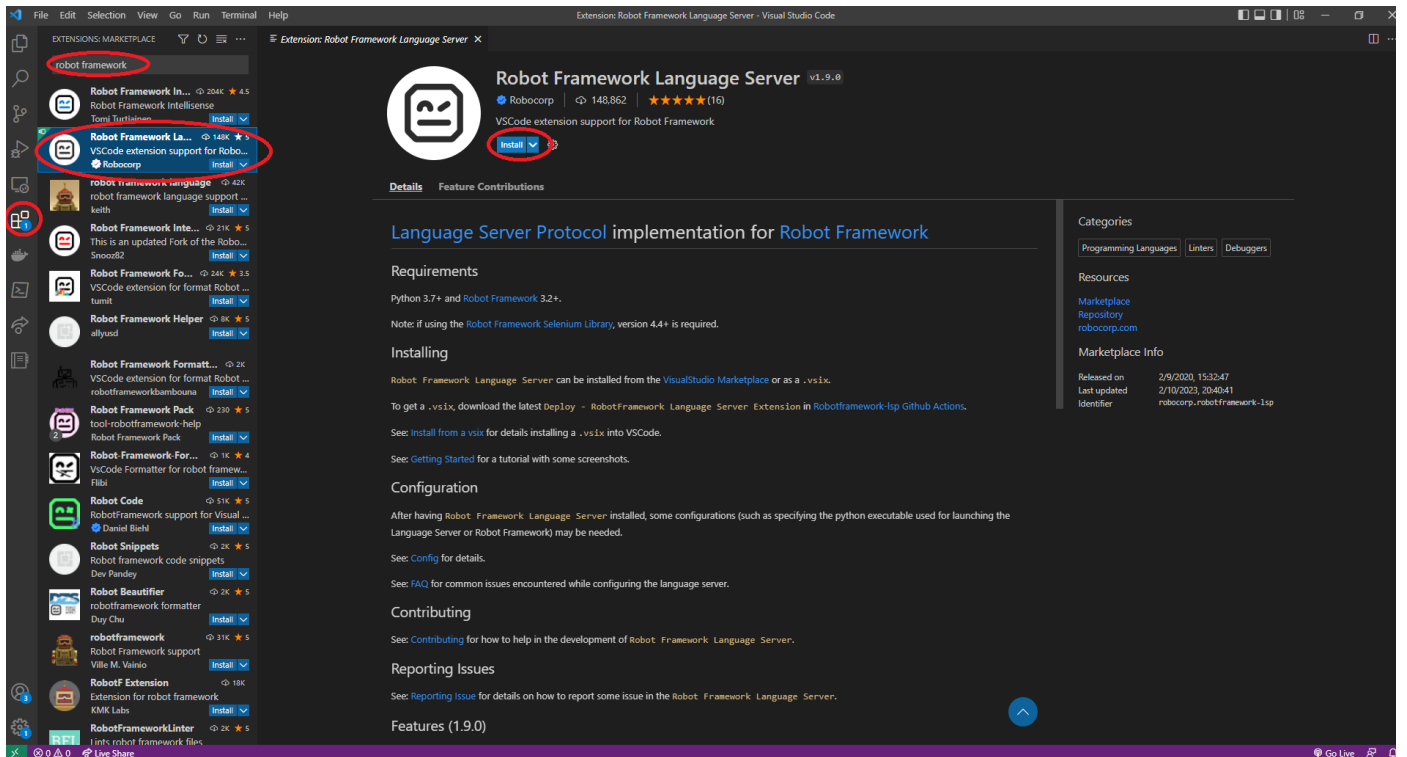 File Edit Selection View Go Run Terminal Help
Extension: Robot Framework Language Server - Visual Studio Code
EXTENSIONS: MARKETPLACE
robot framework
Robot Framework In... 204K ★ 4.5
Robot Framework Intellisense
Tomi Turtiainen Install
Robot Framework La... 148K ★ 5
VSCode extension support for Robo...
Robocorp Install
robot framework language 42K
robot framework language support ...
keith Install
Robot Framework Inte... 21K ★ 5
This is an updated Fork of the Robo...
Snooz82 Install
Robot Framework Fo... 24K ★ 3.5
VSCode extension for format Robot ...
tumit Install
Robot Framework Helper 8K ★ 5
allyusd Install
Robot Framework Formatt... 2K
VSCode extension for format Robot ...
robotframeworkbambouna Install
Robot Framework Pack 230 ★ 5
tool-robotframework-help
2
Robot Framework Pack Install
Robot-Framework-For... 1K ★ 4
VsCode Formatter for robot framew...
Flibi Install
Robot Code 51K ★ 5
RobotFramework support for Visual ...
Daniel Biehl Install
Robot Snippets 2K ★ 5
Robot framework code snippets
Dev Pandey Install
Robot Beautifier 2K ★ 5
robotframework formatter
Duy Chu Install
robotframework 31K ★ 5
Robot Framework support
Ville M. Vainio Install
RobotF Extension 18K
Extension for robot framework
KMK Labs Install
RobotFrameworkLinter 2K ★ 5
Lints robot framework files
Extension: Robot Framework Language Server
Robot Framework Language Server v1.9.0
Robocorp 148,862 ★★★★★(16)
VSCode extension support for Robot Framework
Install
Details Feature Contributions
Language Server Protocol implementation for Robot Framework
Requirements
Python 3.7+ and Robot Framework 3.2+.
Note: if using the Robot Framework Selenium Library, version 4.4+ is required.
Installing
Robot Framework Language Server can be installed from the VisualStudio Marketplace or as a .vsix.
To get a .vsix, download the latest Deploy - RobotFramework Language Server Extension in Robotframework-lsp Github Actions.
See: Install from a vsix for details installing a .vsix into VSCode.
See: Getting Started for a tutorial with some screenshots.
Configuration
After having Robot Framework Language Server installed, some configurations (such as specifying the python executable used for launching the
Language Server or Robot Framework) may be needed.
See: Config for details.
See: FAQ for common issues encountered while configuring the language server.
Contributing
See: Contributing for how to help in the development of Robot Framework Language Server.
Reporting Issues
See: Reporting Issue for details on how to report some issue in the Robot Framework Language Server.
Features (1.9.0)
Categories
Programming Languages Linters Debuggers
Resources
Marketplace
Repository
robocorp.com
Marketplace Info
Released on 2/9/2020, 15:32:47
Last updated 2/10/2023, 20:40:41
Identifier robocorp.robotframework-lsp
1
3
1
0 0 Live Share
Go Live